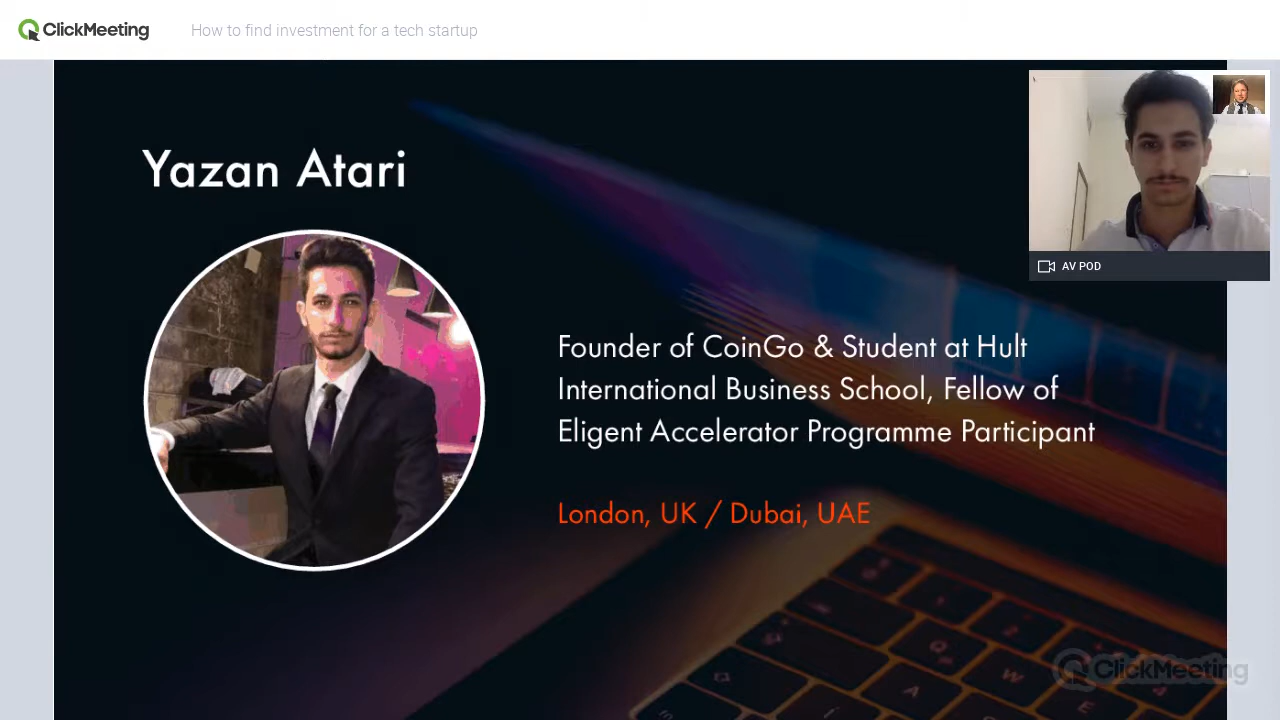 ClickMeeting
How to find investment for a tech startup
Yazan Atari
AV POD
Founder of CoinGo & Student at Hult
International Business School, Fellow of
Eligent Accelerator Programme Participant
London, UK / Dubai, UAE
Q
W
A
ClickMeeting